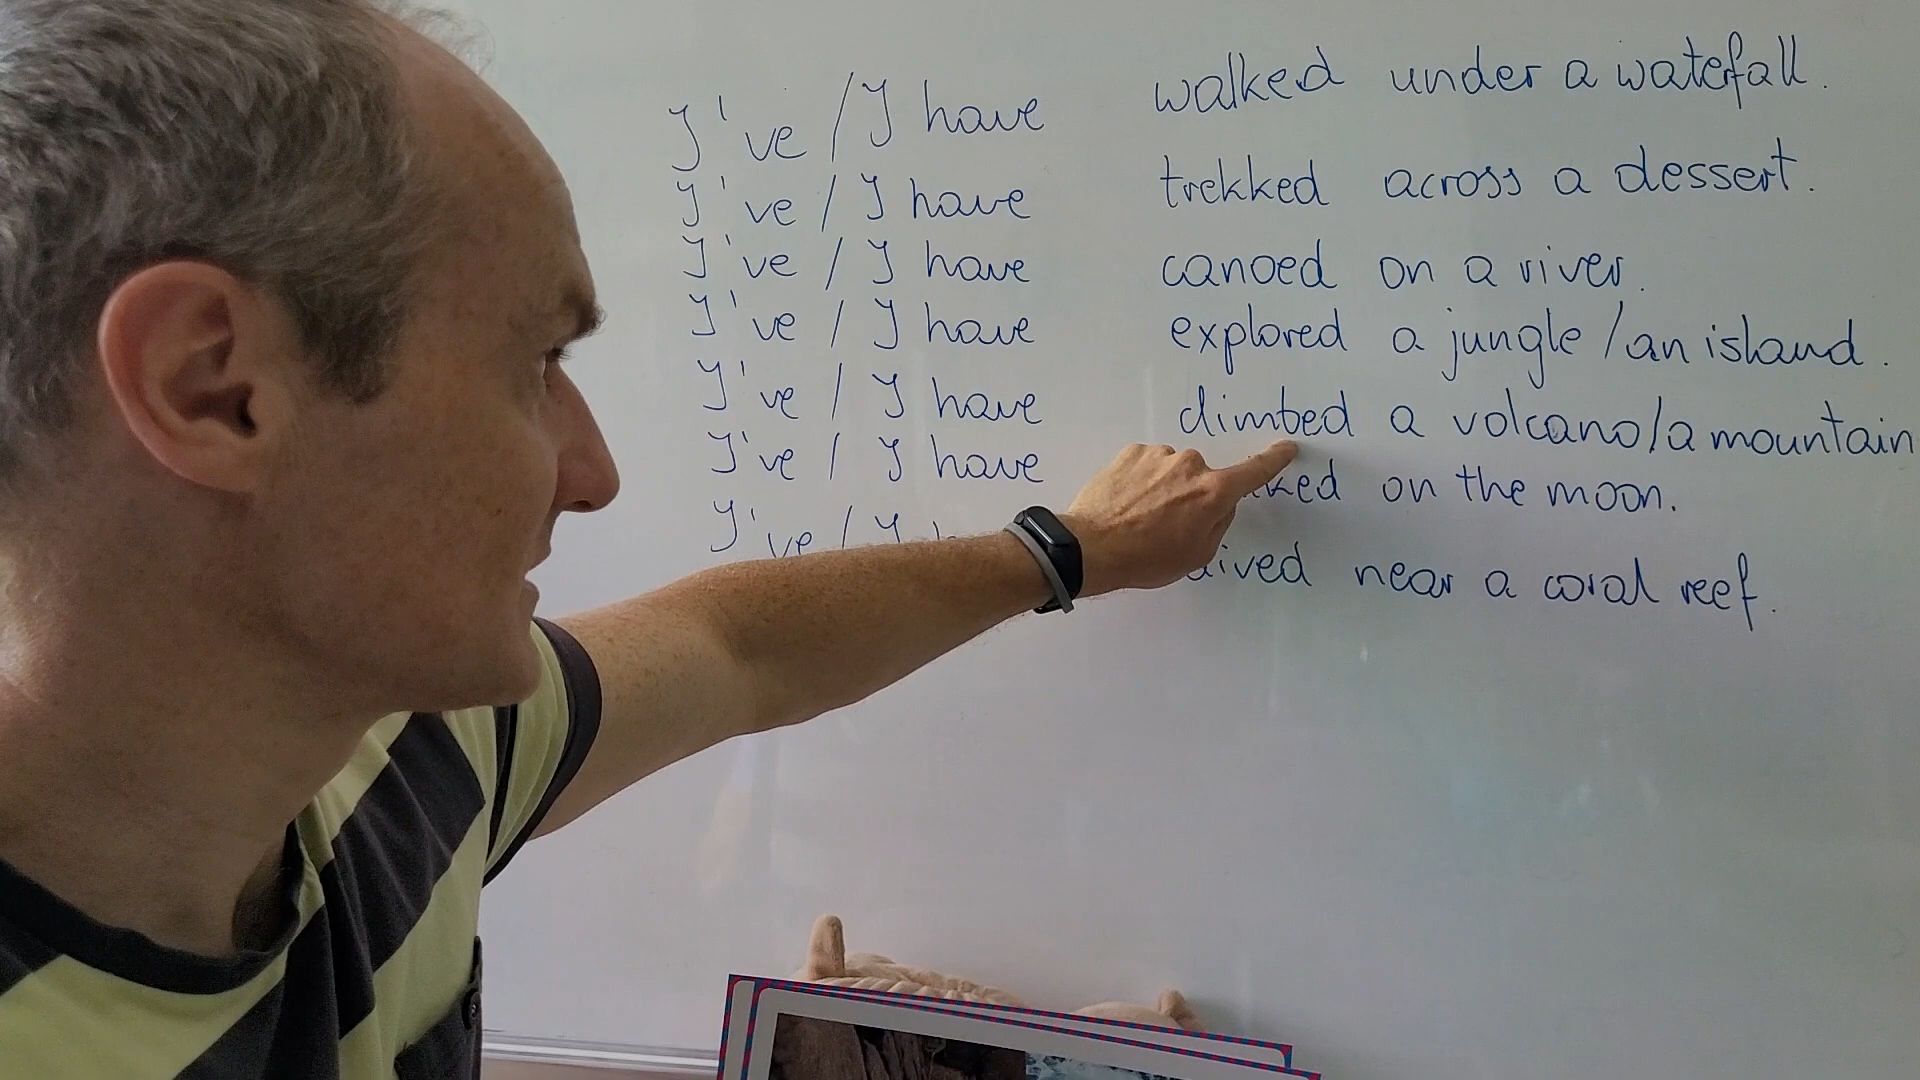 I've / I have walked under a waterfall.
I've / I have trekked across a dessert.
I've / I have canoed on a river.
I've / I have explored a jungle / an island.
I've / I have climbed a volcano / a mountain
I've / I have on the moon.
I've / I dived near a coral reef.